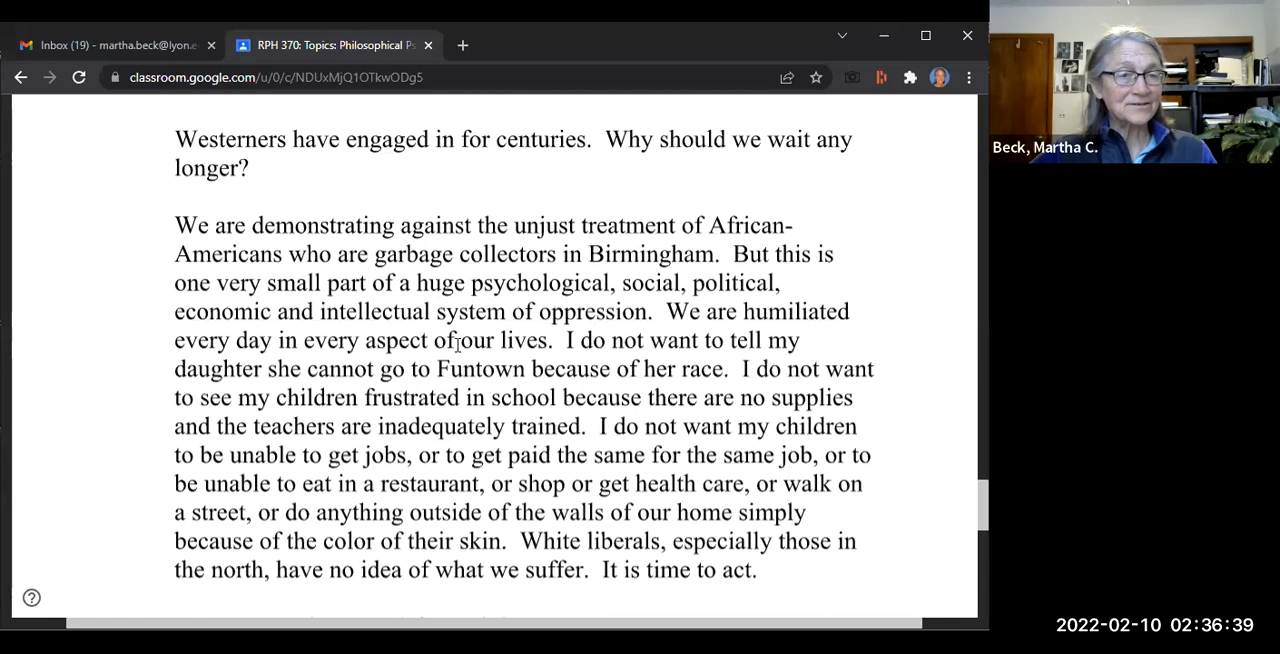 Inbox (19) - martha.beck@lyon.e
RPH 370: Topics: Philosophical Ps
classroom.google.com/u/0/c/NDUxMjQ1OTkwODg5
Westerners have engaged in for centuries.  Why should we wait any
longer?
We are demonstrating against the unjust treatment of African-
Americans who are garbage collectors in Birmingham.  But this is
one very small part of a huge psychological, social, political,
economic and intellectual system of oppression.  We are humiliated
every day in every aspect of our lives.  I do not want to tell my
daughter she cannot go to Funtown because of her race.  I do not want
to see my children frustrated in school because there are no supplies
and the teachers are inadequately trained.  I do not want my children
to be unable to get jobs, or to get paid the same for the same job, or to
be unable to eat in a restaurant, or shop or get health care, or walk on
a street, or do anything outside of the walls of our home simply
because of the color of their skin.  White liberals, especially those in
the north, have no idea of what we suffer.  It is time to act.
Beck, Martha C.
2022-02-10 02:36:39